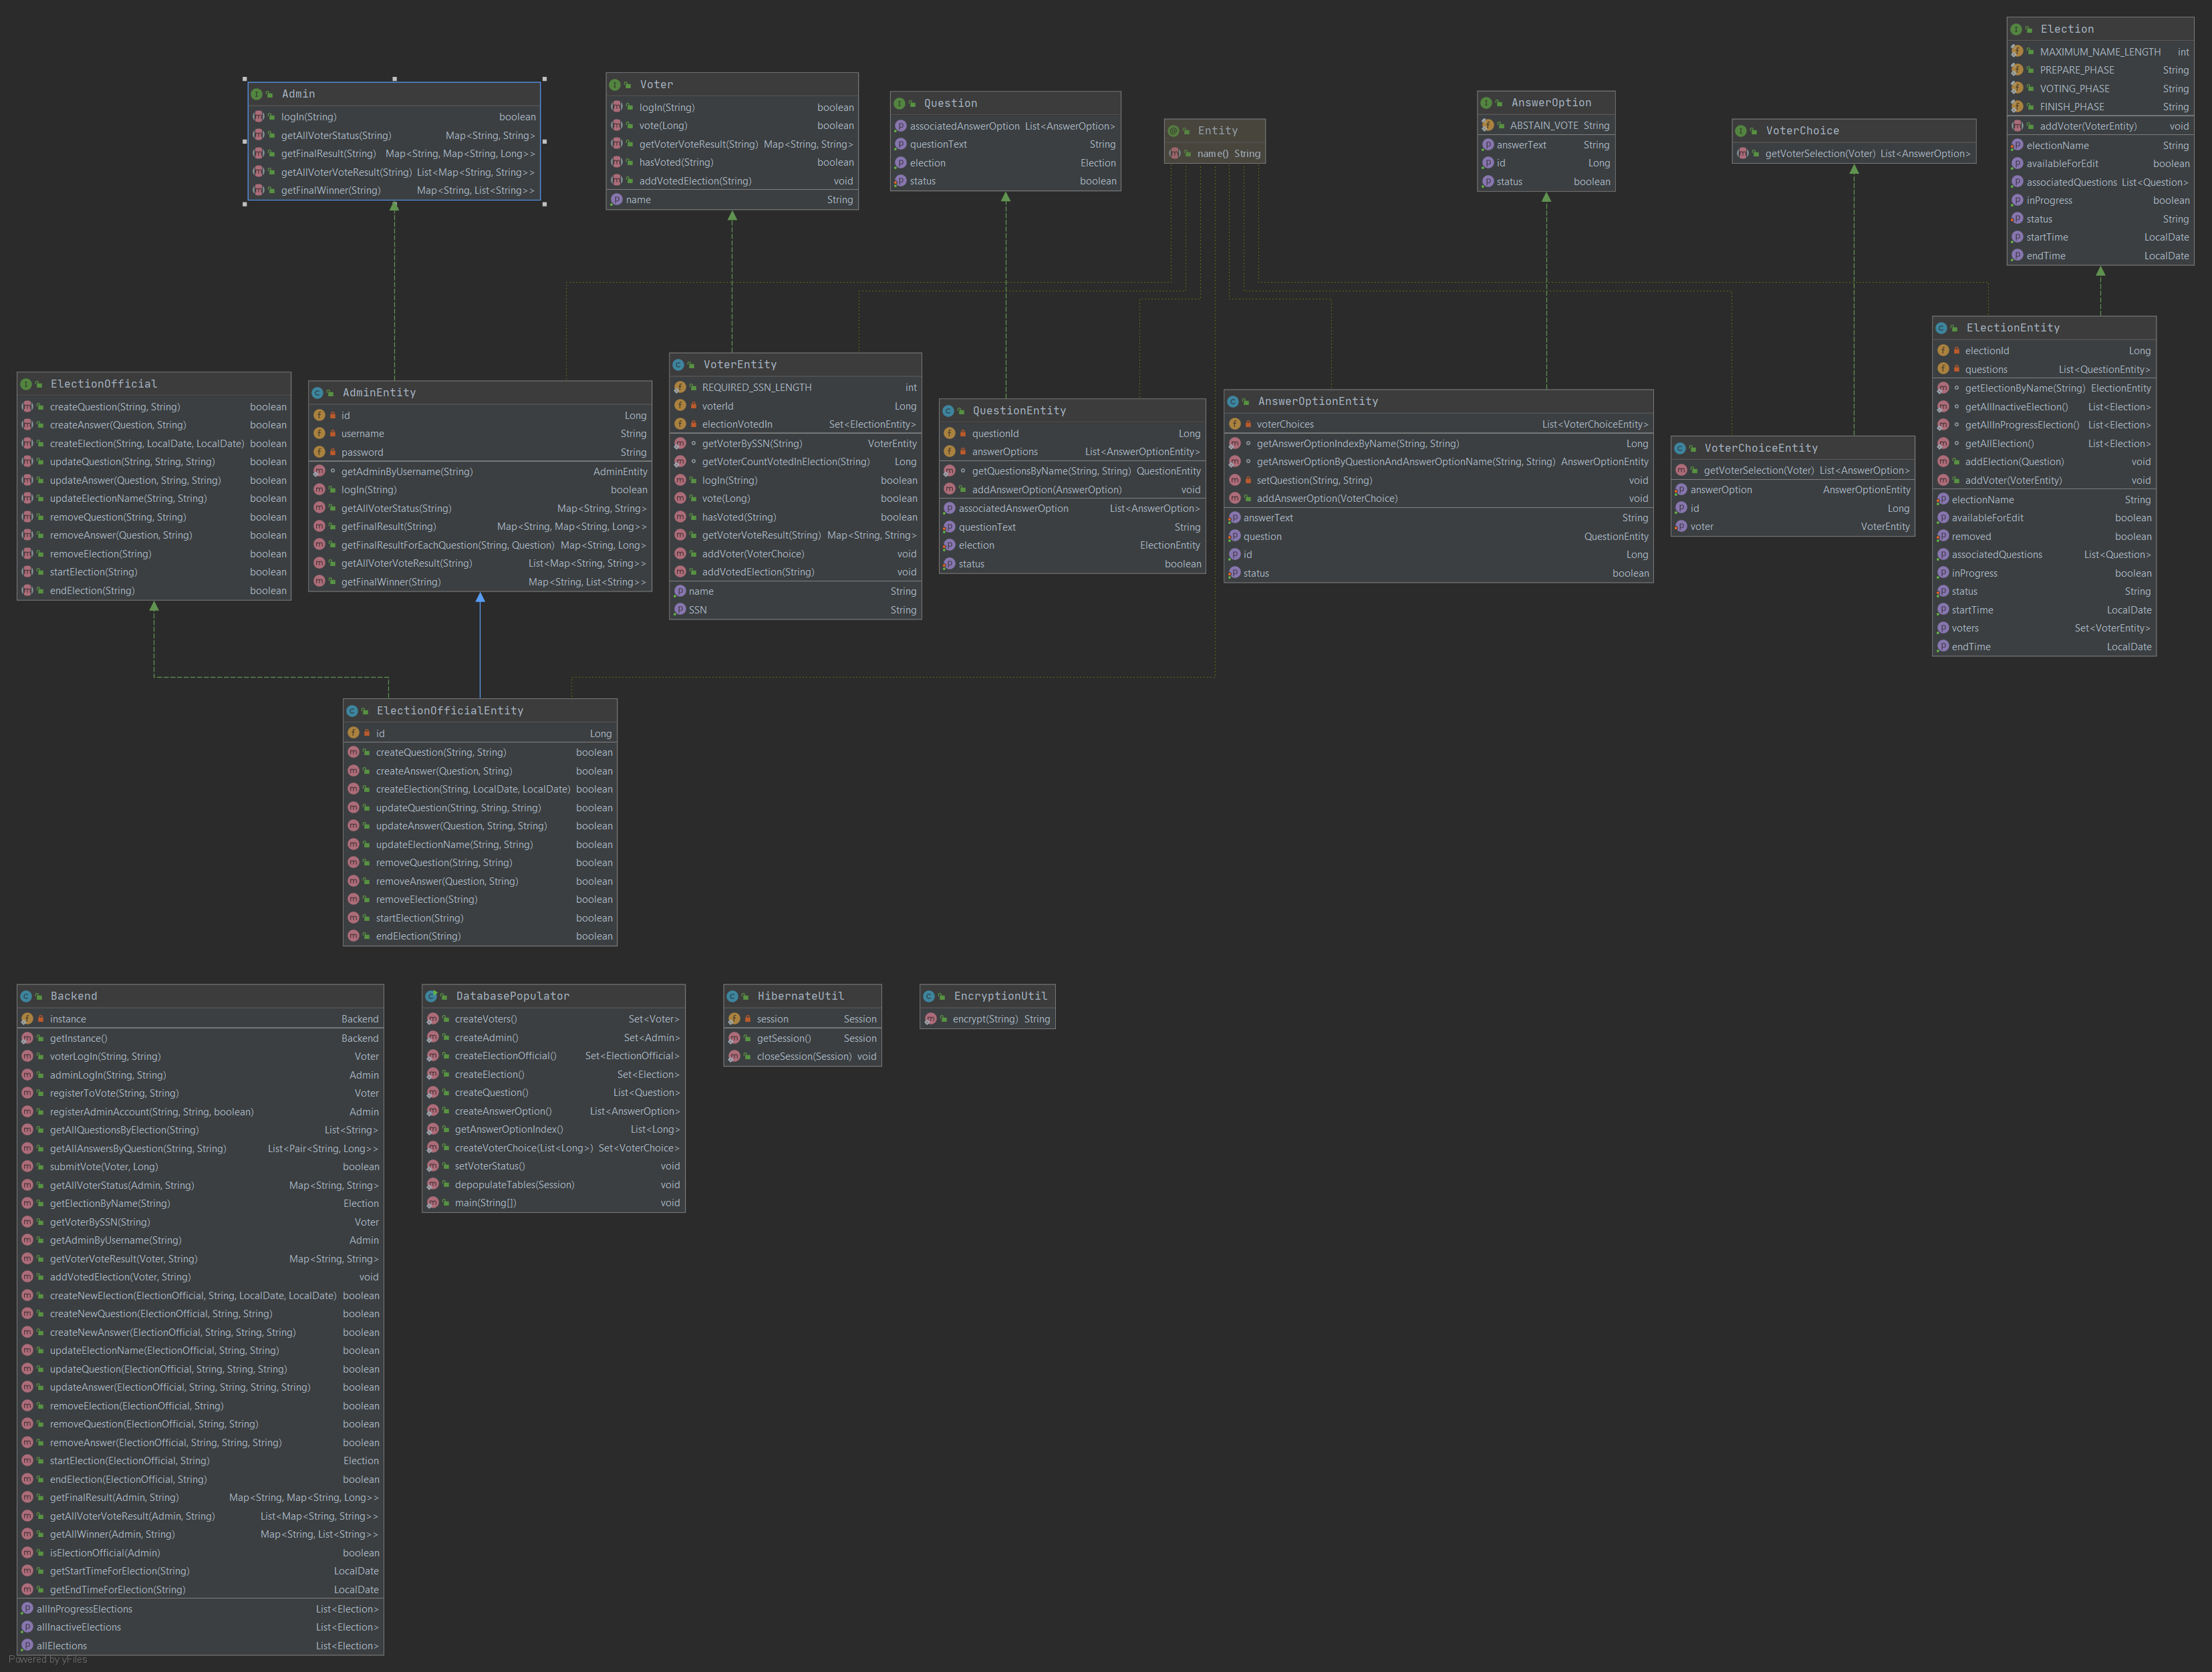 Admin
logIn(String) boolean
getAllVoterStatus(String) Map<String, String>
getFinalResult(String) Map<String, Map<String, Long>>
getAllVoterVoteResult(String) List<Map<String, String>>
getFinalWinner(String) Map<String, List<String>>
Voter
logIn(String) boolean
vote(Long) boolean
getVoterVoteResult(String) Map<String, String>
hasVoted(String) boolean
addVotedElection(String) void
name String
Question
associatedAnswerOption List<AnswerOption>
questionText String
election Election
status boolean
Entity
name() String
AnswerOption
ABSTAIN_VOTE String
answerText String
id Long
status boolean
VoterChoice
getVoterSelection(Voter) List<AnswerOption>
Election
MAXIMUM_NAME_LENGTH int
PREPARE_PHASE String
VOTING_PHASE String
FINISH_PHASE String
addVoter(VoterEntity) void
electionName String
availableForEdit boolean
associatedQuestions List<Question>
inProgress boolean
status String
startTime LocalDate
endTime LocalDate
ElectionOfficial
createQuestion(String, String) boolean
createAnswer(Question, String) boolean
createElection(String, LocalDate, LocalDate) boolean
updateQuestion(String, String, String) boolean
updateAnswer(Question, String, String) boolean
updateElectionName(String, String) boolean
removeQuestion(String, String) boolean
removeAnswer(Question, String) boolean
removeElection(String) boolean
startElection(String) boolean
endElection(String) boolean
AdminEntity
id Long
username String
password String
getAdminByUsername(String) AdminEntity
logIn(String) boolean
getAllVoterStatus(String) Map<String, String>
getFinalResult(String) Map<String, Map<String, Long>>
getFinalResultForEachQuestion(String, Question) Map<String, Long>
getAllVoterVoteResult(String) List<Map<String, String>>
getFinalWinner(String) Map<String, List<String>>
VoterEntity
REQUIRED_SSN_LENGTH int
voterId Long
electionVotedIn Set<ElectionEntity>
getVoterBySSN(String) VoterEntity
getVoterCountVotedInElection(String) Long
logIn(String) boolean
vote(Long) boolean
hasVoted(String) boolean
getVoterVoteResult(String) Map<String, String>
addVoter(VoterChoice) void
addVotedElection(String) void
name String
SSN String
QuestionEntity
questionId Long
answerOptions List<AnswerOptionEntity>
getQuestionsByName(String, String) QuestionEntity
addAnswerOption(AnswerOption) void
associatedAnswerOption List<AnswerOption>
questionText String
election ElectionEntity
status boolean
AnswerOptionEntity
voterChoices List<VoterChoiceEntity>
getAnswerOptionIndexByName(String, String) Long
getAnswerOptionByQuestionAndAnswerOptionName(String, String) AnswerOptionEntity
setQuestion(String, String) void
addAnswerOption(VoterChoice) void
answerText String
question QuestionEntity
id Long
status boolean
VoterChoiceEntity
getVoterSelection(Voter) List<AnswerOption>
answerOption AnswerOptionEntity
id Long
voter VoterEntity
ElectionEntity
electionId Long
questions List<QuestionEntity>
getElectionByName(String) ElectionEntity
getAllInactiveElection() List<Election>
getAllInProgressElection() List<Election>
getAllElection() List<Election>
addElection(Question) void
addVoter(VoterEntity) void
electionName String
availableForEdit boolean
removed boolean
associatedQuestions List<Question>
inProgress boolean
status String
startTime LocalDate
voters Set<VoterEntity>
endTime LocalDate
ElectionOfficialEntity
id Long
createQuestion(String, String) boolean
createAnswer(Question, String) boolean
createElection(String, LocalDate, LocalDate) boolean
updateQuestion(String, String, String) boolean
updateAnswer(Question, String, String) boolean
updateElectionName(String, String) boolean
removeQuestion(String, String) boolean
removeAnswer(Question, String) boolean
removeElection(String) boolean
startElection(String) boolean
endElection(String) boolean
Backend
instance Backend
getInstance() Backend
voterLogIn(String, String) Voter
adminLogIn(String, String) Admin
registerToVote(String, String) Voter
registerAdminAccount(String, String, boolean) Admin
getAllQuestionsByElection(String) List<String>
getAllAnswersByQuestion(String, String) List<Pair<String, Long>>
submitVote(Voter, Long) boolean
getAllVoterStatus(Admin, String) Map<String, String>
getElectionByName(String) Election
getVoterBySSN(String) Voter
getAdminByUsername(String) Admin
getVoterVoteResult(Voter, String) Map<String, String>
addVotedElection(Voter, String) void
createNewElection(ElectionOfficial, String, LocalDate, LocalDate) boolean
createNewQuestion(ElectionOfficial, String, String) boolean
createNewAnswer(ElectionOfficial, String, String, String) boolean
updateElectionName(ElectionOfficial, String, String) boolean
updateQuestion(ElectionOfficial, String, String, String) boolean
updateAnswer(ElectionOfficial, String, String, String, String) boolean
removeElection(ElectionOfficial, String) boolean
removeQuestion(ElectionOfficial, String, String) boolean
removeAnswer(ElectionOfficial, String, String, String) boolean
startElection(ElectionOfficial, String) Election
endElection(ElectionOfficial, String) boolean
getFinalResult(Admin, String) Map<String, Map<String, Long>>
getAllVoterVoteResult(Admin, String) List<Map<String, String>>
getAllWinner(Admin, String) Map<String, List<String>>
isElectionOfficial(Admin) boolean
getStartTimeForElection(String) LocalDate
getEndTimeForElection(String) LocalDate
allInProgressElections List<Election>
allInactiveElections List<Election>
allElections List<Election>
DatabasePopulator
createVoters() Set<Voter>
createAdmin() Set<Admin>
createElectionOfficial() Set<ElectionOfficial>
createElection() Set<Election>
createQuestion() List<Question>
createAnswerOption() List<AnswerOption>
getAnswerOptionIndex() List<Long>
createVoterChoice(List<Long>) Set<VoterChoice>
setVoterStatus() void
depopulateTables(Session) void
main(String[]) void
HibernateUtil
session Session
getSession() Session
closeSession(Session) void
EncryptionUtil
encrypt(String) String
Powered by yFiles